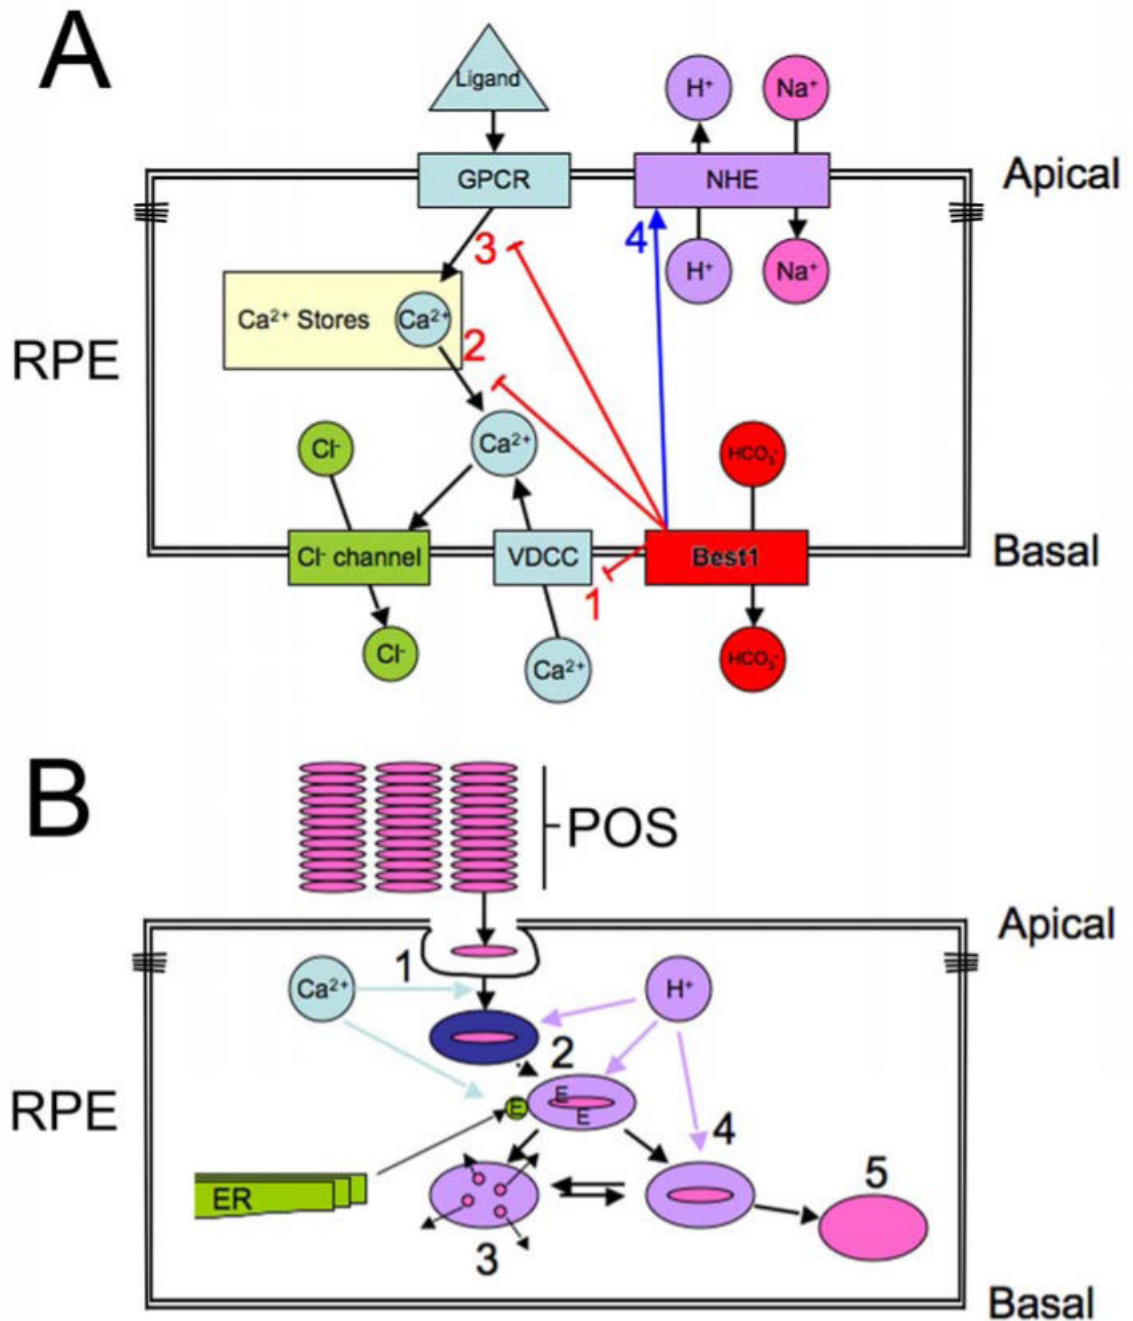 A
Ligand
H⁺ Na⁺
GPCR NHE Apical
3 4
H⁺ Na⁺
Ca²⁺ Stores Ca²⁺
2
RPE
Cl⁻ Ca²⁺ HCO₃⁻
Cl⁻ channel VDCC Best1 Basal
1
Cl⁻ Ca²⁺ HCO₃⁻
B
POS
Apical
1
Ca²⁺ H⁺
2
E E
E
RPE
4
ER
5
3
Basal